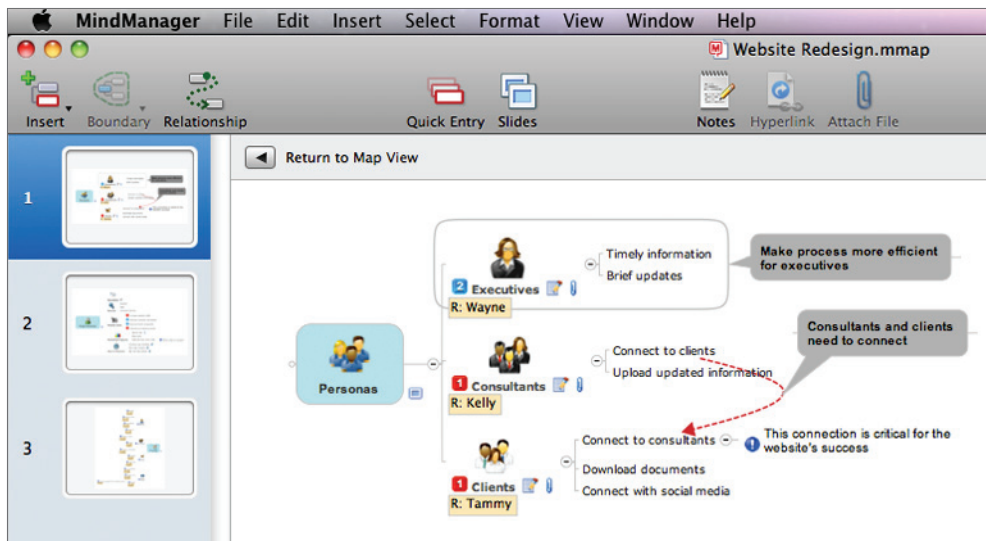 MindManager File Edit Insert Select Format View Window Help
Website Redesign.mmap
Insert Boundary Relationship Quick Entry Slides Notes Hyperlink Attach File
Return to Map View
1
2
3
Personas
2 Executives
R: Wayne
Timely information
Brief updates
Make process more efficient
for executives
1 Consultants
R: Kelly
Connect to clients
Upload updated information
Consultants and clients
need to connect
1 Clients
R: Tammy
Connect to consultants
Download documents
Connect with social media
This connection is critical for the
website's success